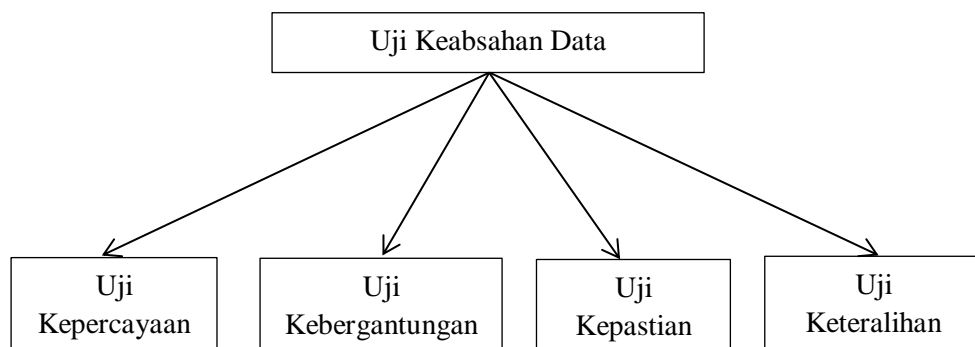 Uji Keabsahan Data
Uji
Kepercayaan
Uji
Kebergantungan
Uji
Kepastian
Uji
Keteralihan